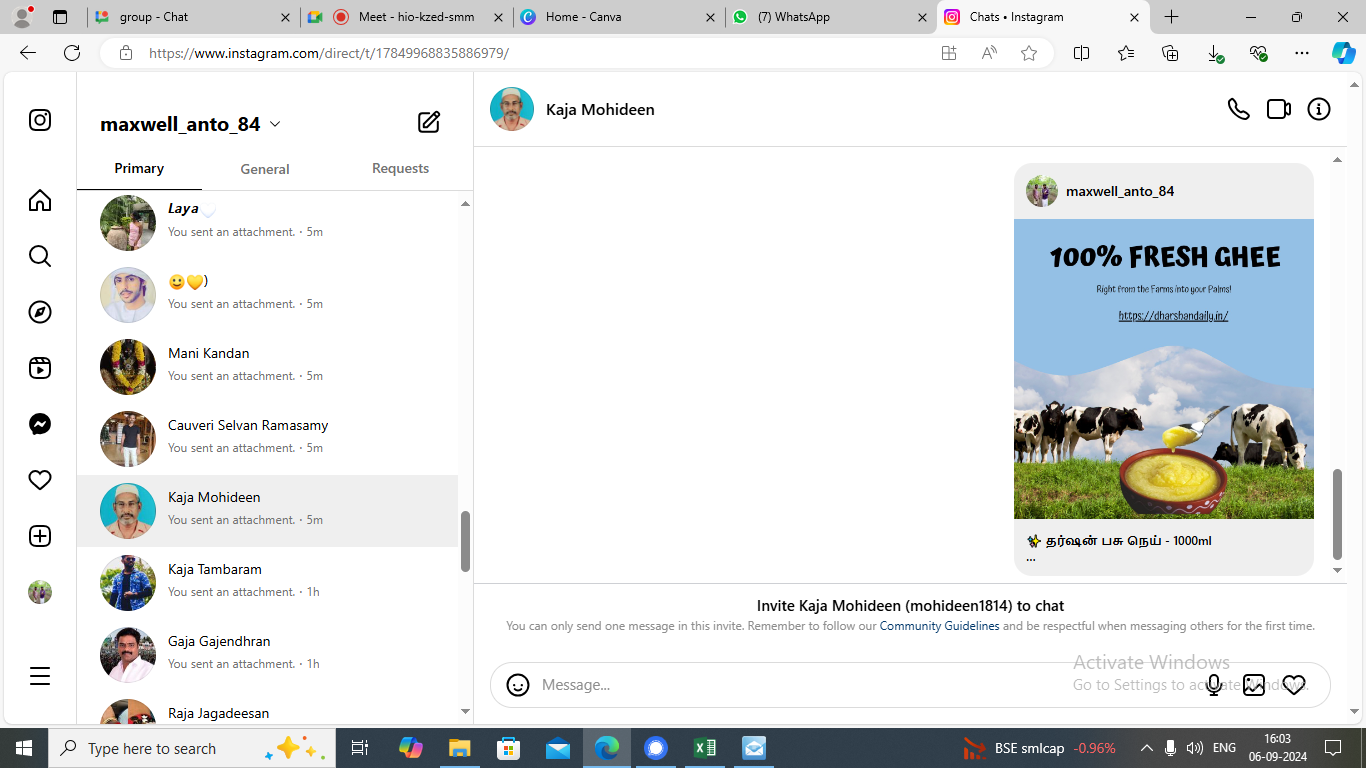 group - Chat
Meet - hio-kzed-smm
Home - Canva
(7) WhatsApp
Chats • Instagram
https://www.instagram.com/direct/t/17849968835886979/
maxwell_anto_84
Primary
General
Requests
Laya
You sent an attachment. · 5m
🙂💛)
You sent an attachment. · 5m
Mani Kandan
You sent an attachment. · 5m
Cauveri Selvan Ramasamy
You sent an attachment. · 5m
Kaja Mohideen
You sent an attachment. · 5m
Kaja Tambaram
You sent an attachment. · 1h
Gaja Gajendhran
You sent an attachment. · 1h
Raja Jagadeesan
Kaja Mohideen
maxwell_anto_84
100% FRESH GHEE
Right from the Farms into your Palms!
https://dharshandaily.in/
✨ தர்ஷன் பசு நெய் - 1000ml
...
Invite Kaja Mohideen (mohideen1814) to chat
You can only send one message in this invite. Remember to follow our Community Guidelines and be respectful when messaging others for the first time.
Message...
Activate Windows
Go to Settings to activate Windows.
Type here to search
BSE smlcap -0.96%
ENG
16:03
06-09-2024